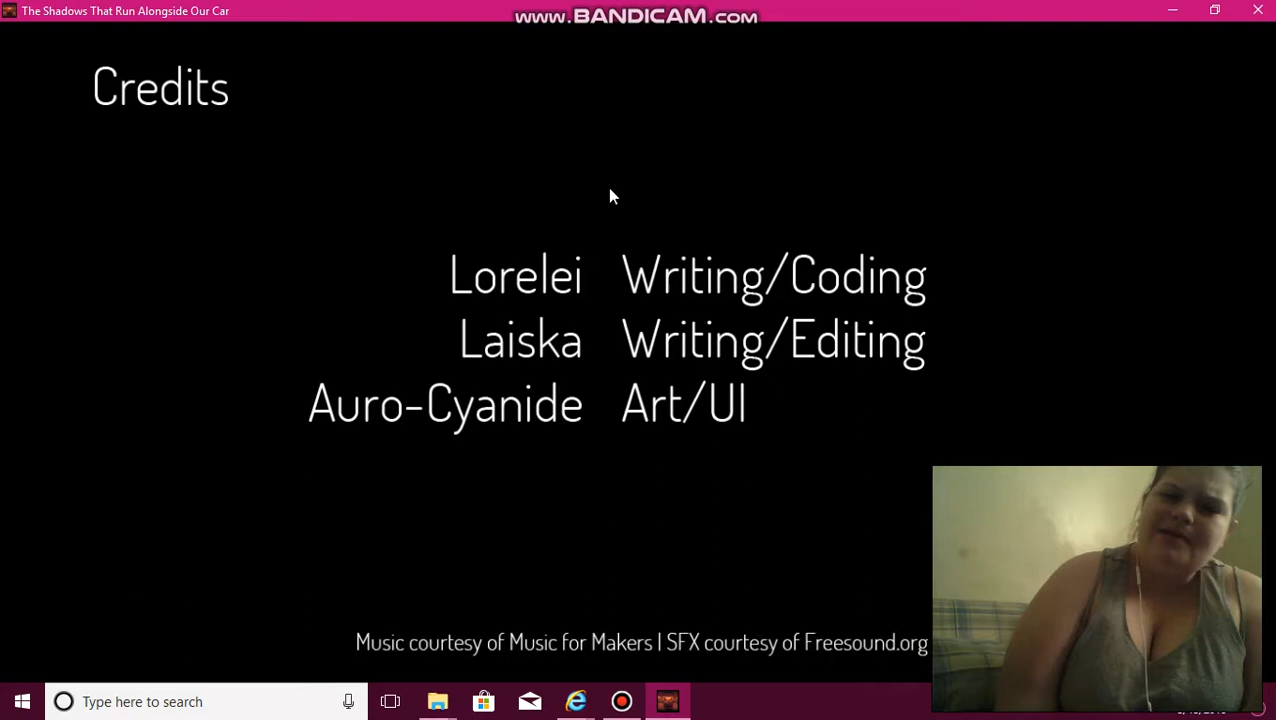 The Shadows That Run Alongside Our Car
www.BANDICAM.com
Credits
Lorelei Writing/Coding
Laiska Writing/Editing
Auro-Cyanide Art/UI
Music courtesy of Music for Makers | SFX courtesy of Freesound.org
Type here to search